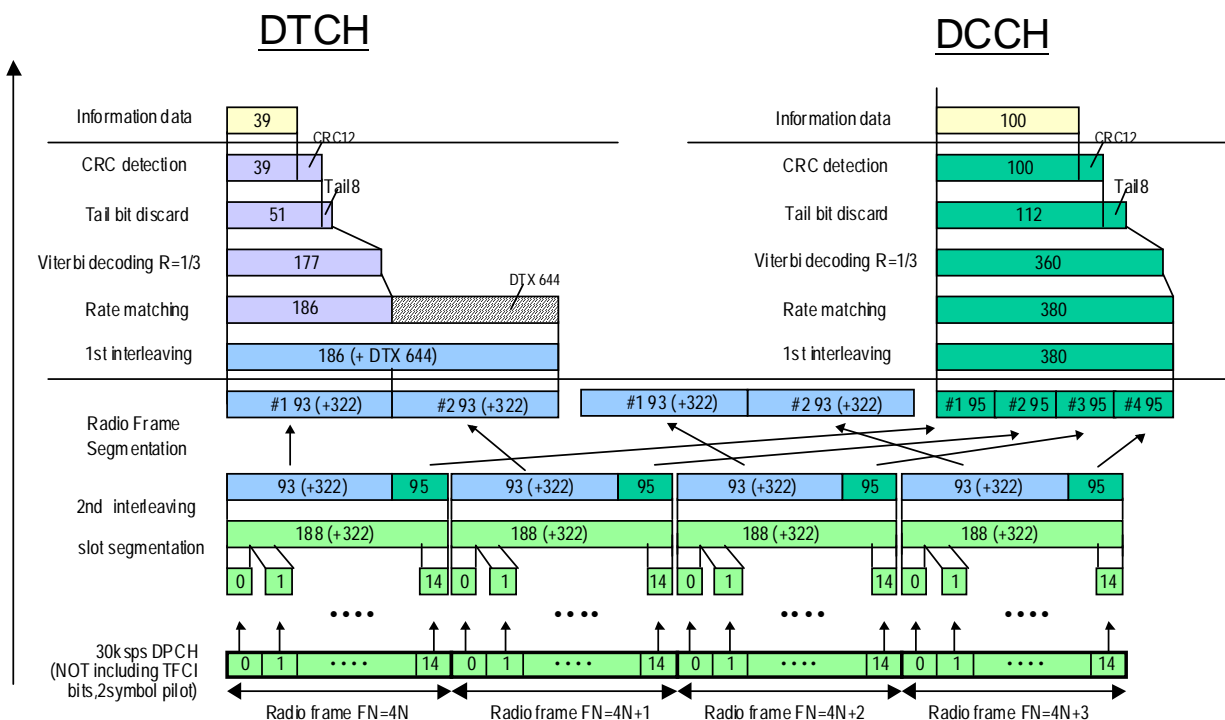 DTCH DCCH
Information data 39 Information data 100
CRC12 CRC12
CRC detection 39 CRC detection 100
Tail8 Tail8
Tail bit discard 51 Tail bit discard 112
Viterbi decoding R=1/3 177 Viterbi decoding R=1/3 360
DTX 644
Rate matching 186 Rate matching 380
1st interleaving 186 (+ DTX 644) 1st interleaving 380
#1 93 (+322) #2 93 (+322) #1 93 (+322) #2 93 (+322) #1 95 #2 95 #3 95 #4 95
Radio Frame
Segmentation
93 (+322) 95 93 (+322) 95 93 (+322) 95 93 (+322) 95
2nd interleaving
188 (+322) 188 (+322) 188 (+322) 188 (+322)
slot segmentation
0 1 14 0 1 14 0 1 14 0 1 14
•••• •••• •••• ••••
30ksps DPCH
(NOT including TFCI
bits,2symbol pilot)
0 1 •••• 14 0 1 •••• 14 0 1 •••• 14 0 1 •••• 14
Radio frame FN=4N Radio frame FN=4N+1 Radio frame FN=4N+2 Radio frame FN=4N+3